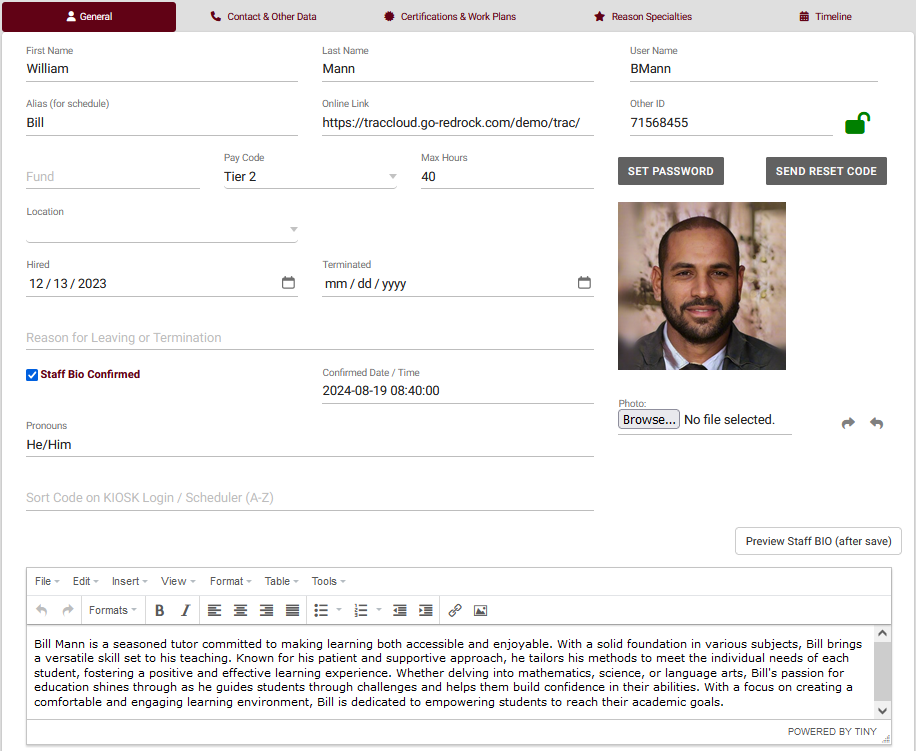 General
Contact & Other Data
Certifications & Work Plans
Reason Specialties
Timeline
First Name
Last Name
User Name
William
Mann
BMann
Alias (for schedule)
Online Link
Other ID
Bill
https://traccloud.go-redrock.com/demo/trac/
71568455
Fund
Pay Code
Tier 2
Max Hours
40
SET PASSWORD
SEND RESET CODE
Location
Hired
Terminated
12 / 13 / 2023
mm / dd / yyyy
Reason for Leaving or Termination
Staff Bio Confirmed
Confirmed Date / Time
2024-08-19 08:40:00
Photo:
Browse... No file selected.
Pronouns
He/Him
Sort Code on KIOSK Login / Scheduler (A-Z)
Preview Staff BIO (after save)
File Edit Insert View Format Table Tools
Formats B I
Bill Mann is a seasoned tutor committed to making learning both accessible and enjoyable. With a solid foundation in various subjects, Bill brings
a versatile skill set to his teaching. Known for his patient and supportive approach, he tailors his methods to meet the individual needs of each
student, fostering a positive and effective learning experience. Whether delving into mathematics, science, or language arts, Bill's passion for
education shines through as he guides students through challenges and helps them build confidence in their abilities. With a focus on creating a
comfortable and engaging learning environment, Bill is dedicated to empowering students to reach their academic goals.
POWERED BY TINY